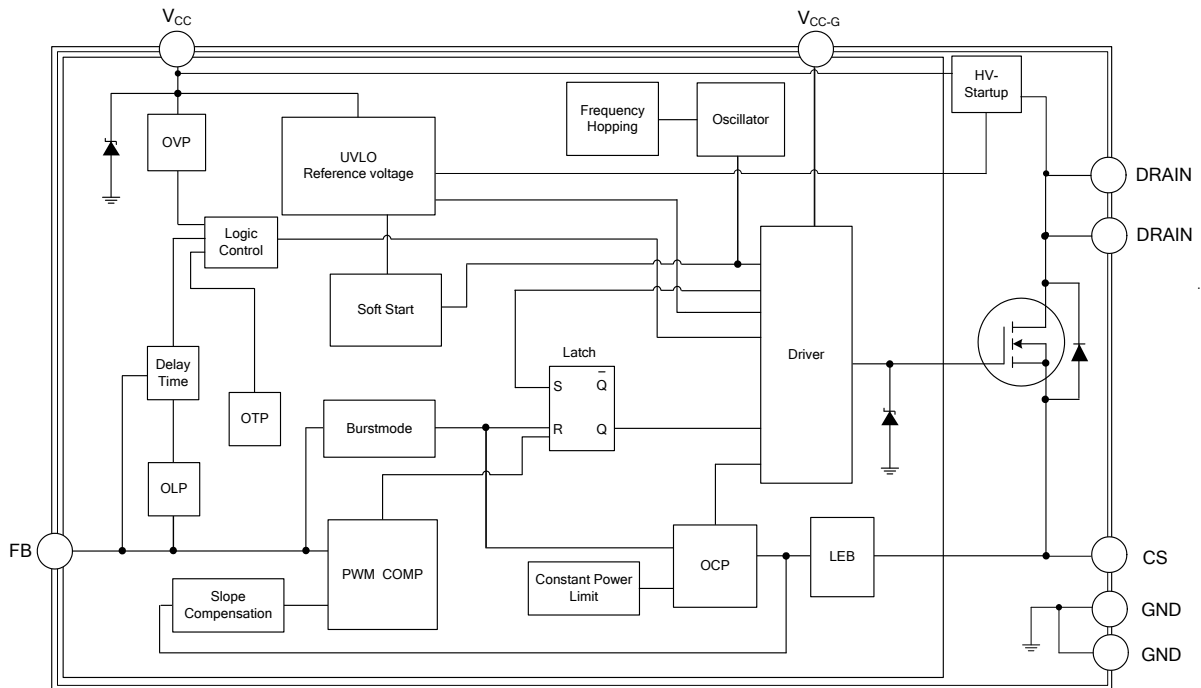 VCC
VCC-G
HV-
Startup
Frequency
Hopping
Oscillator
OVP
UVLO
Reference voltage
DRAIN
DRAIN
Logic
Control
Soft Start
Latch
Driver
Delay
Time
S
Q̅
OTP
Burstmode
R
Q
OLP
FB
PWM COMP
OCP
LEB
CS
Constant Power
Limit
Slope
Compensation
GND
GND